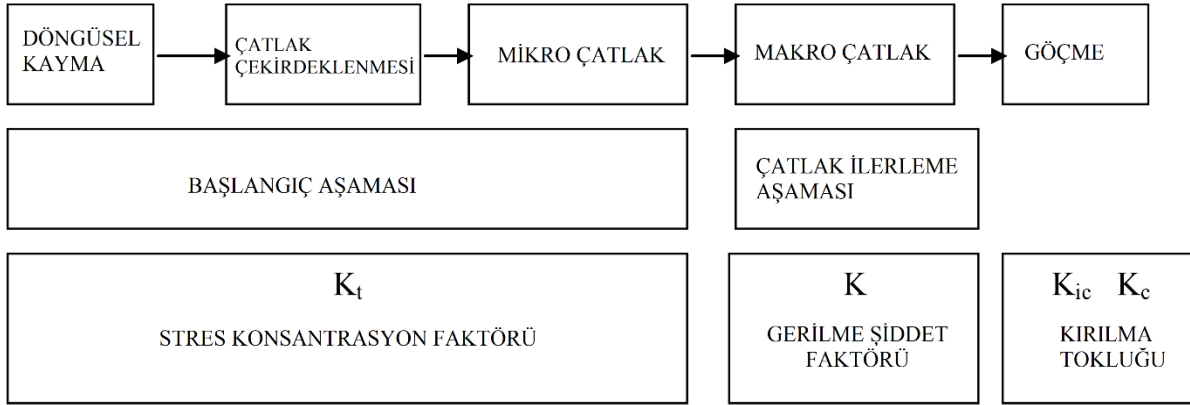 DÖNGÜSEL
KAYMA
ÇATLAK
ÇEKİRDEKLENMESİ
MİKRO ÇATLAK
MAKRO ÇATLAK
GÖÇME
BAŞLANGIÇ AŞAMASI
ÇATLAK İLERLEME
AŞAMASI
Kt
STRES KONSANTRASYON FAKTÖRÜ
K
GERİLME ŞİDDET
FAKTÖRÜ
Kic Kc
KIRILMA
TOKLUĞU